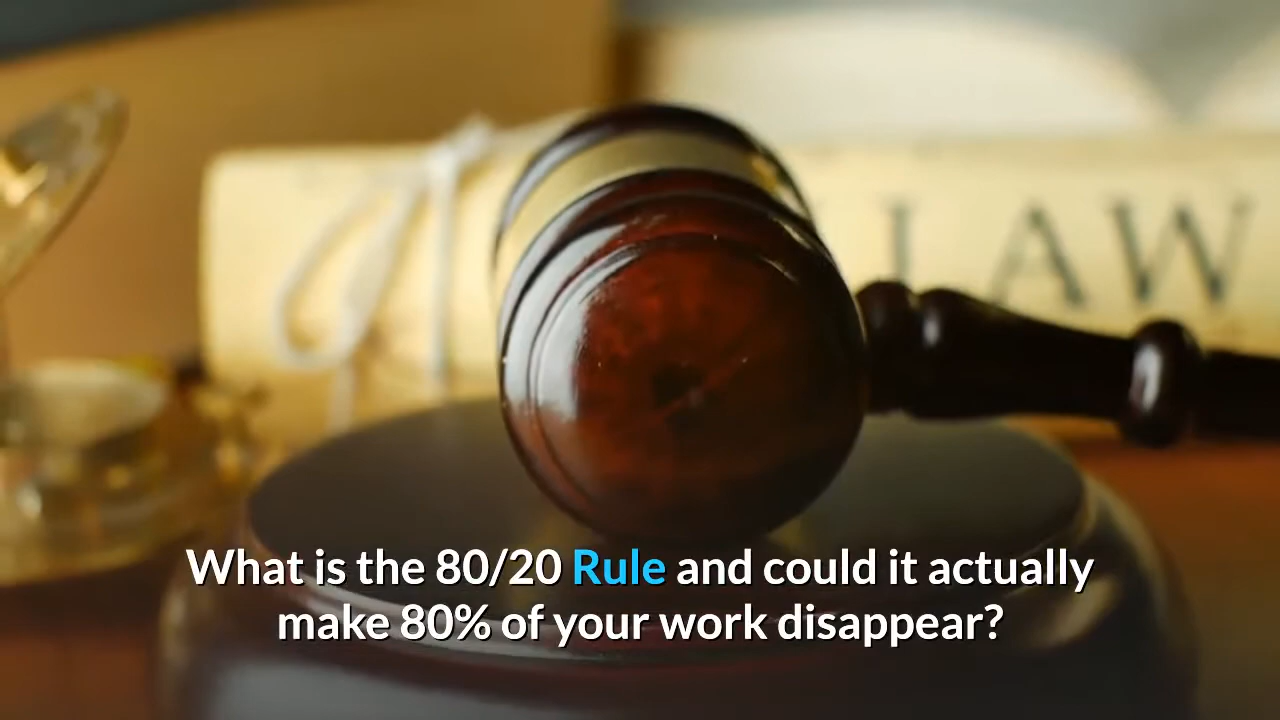 LAW
What is the 80/20 Rule and could it actually
make 80% of your work disappear?